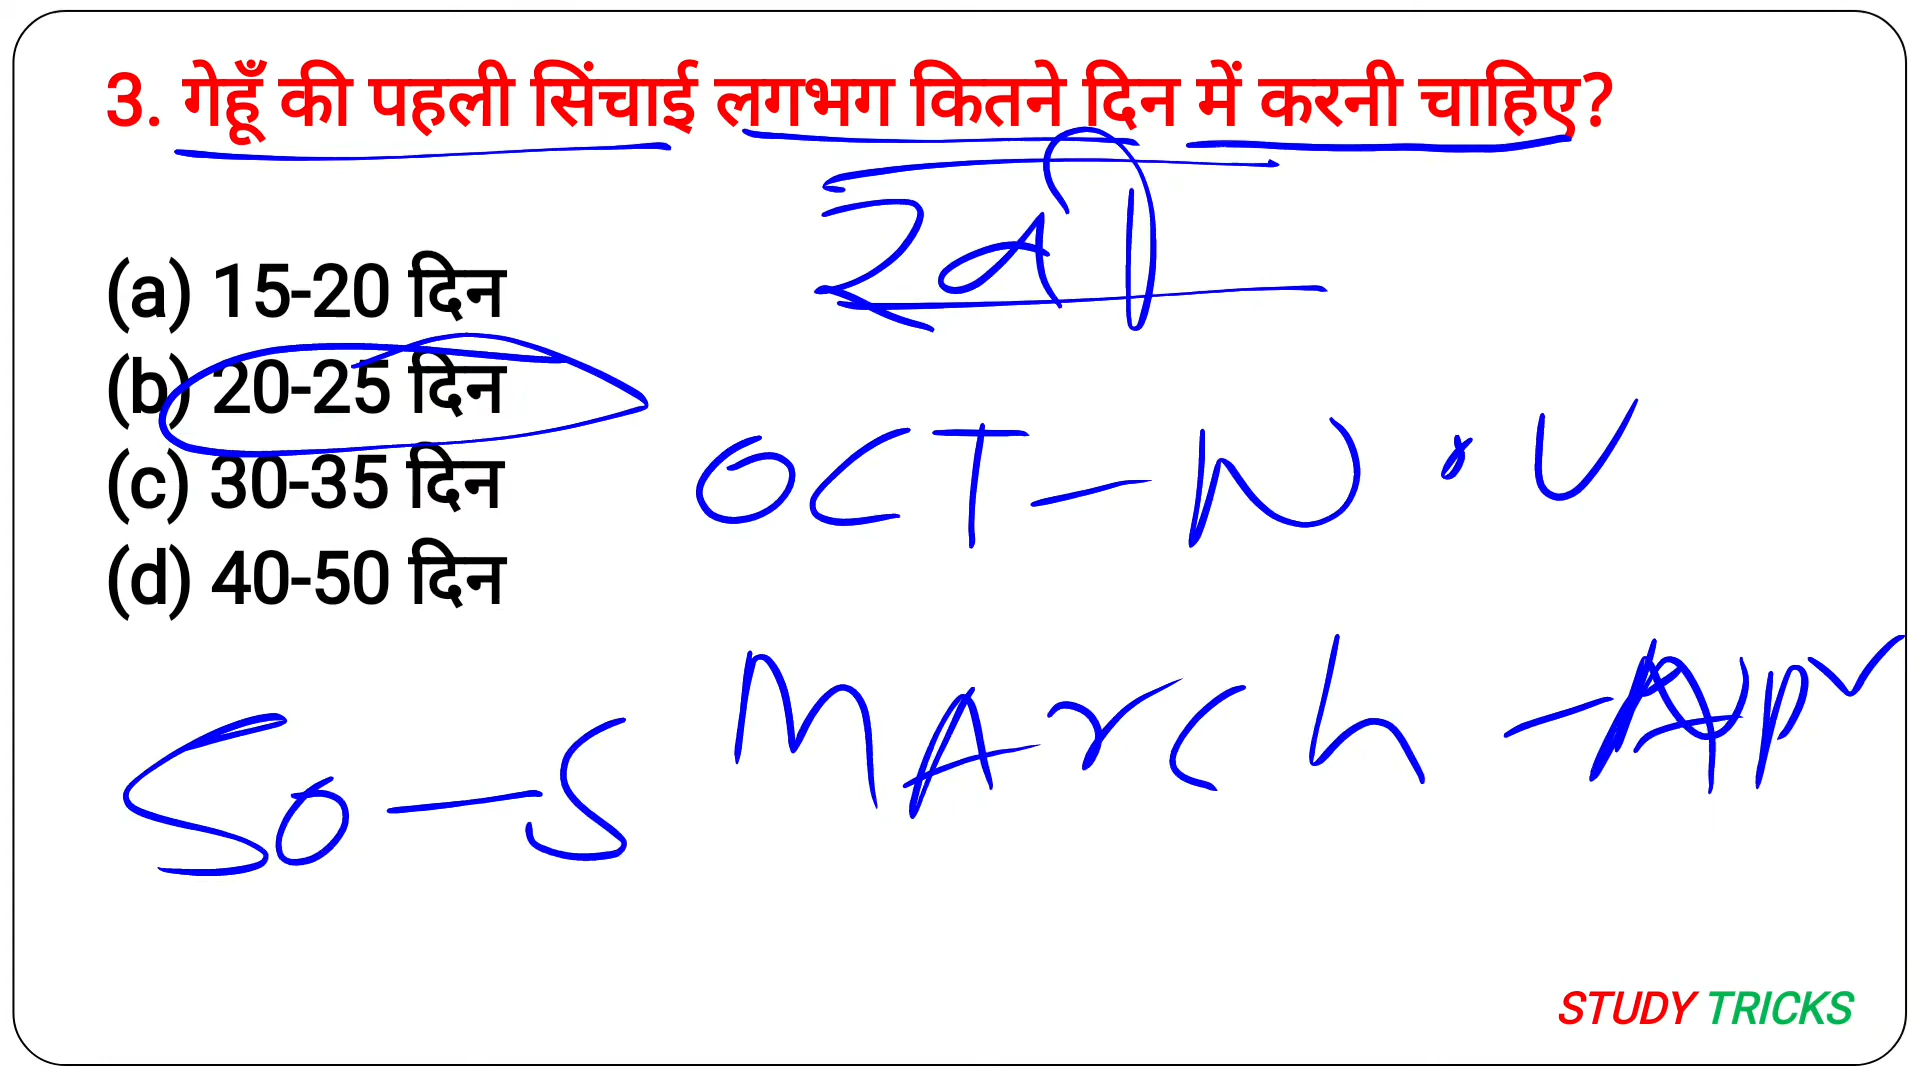 3. गेहूँ की पहली सिंचाई लगभग कितने दिन में करनी चाहिए?
(a) 15-20 दिन
(b) 20-25 दिन
(c) 30-35 दिन
(d) 40-50 दिन
OCT - NOV
MArch - Apr
So - S
STUDY TRICKS